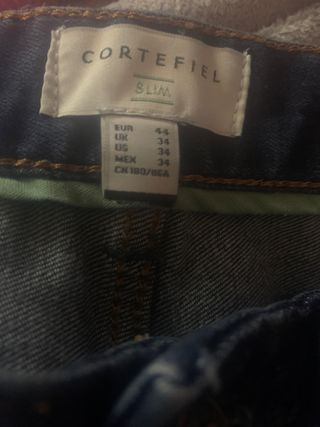 CORTEFIEL
SLIM
EUR 44
UK 34
US 34
MEX 34
CN 180/86A